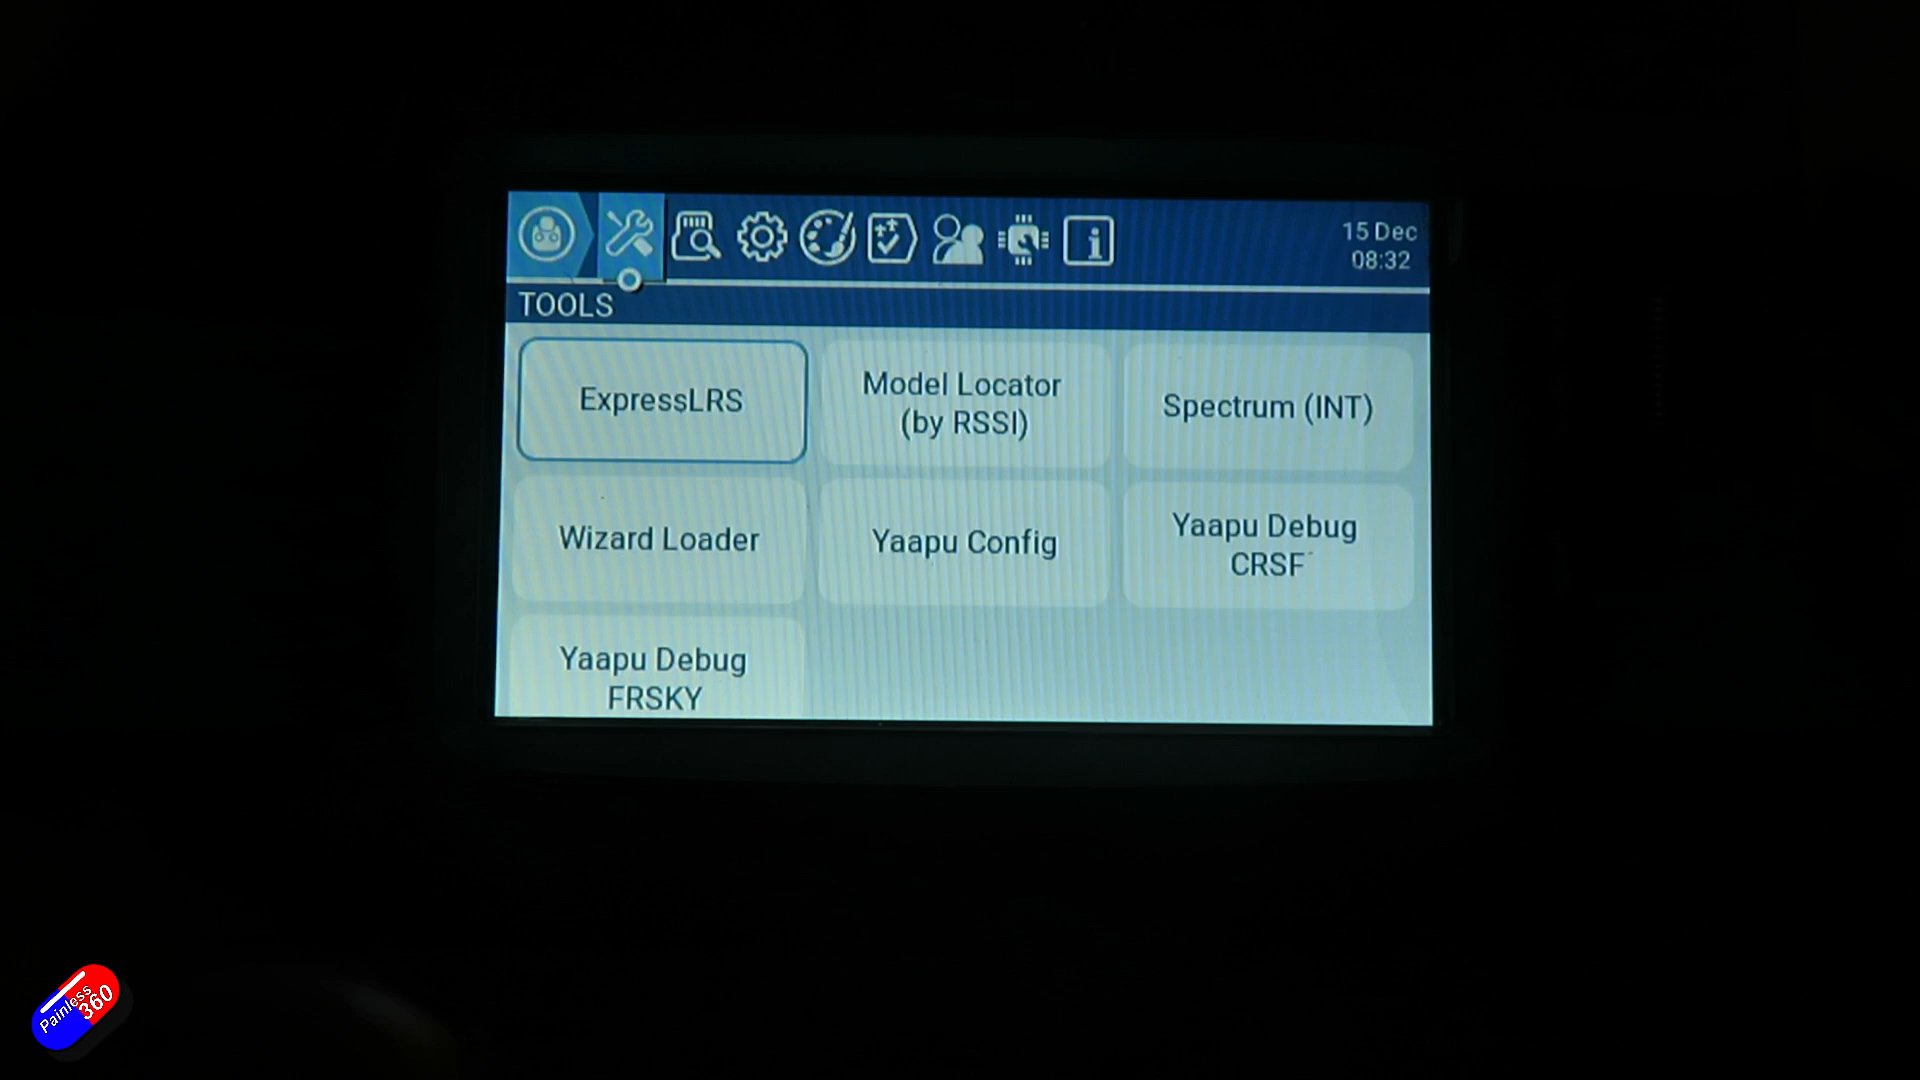 15 Dec
08:32
TOOLS
ExpressLRS
Model Locator
(by RSSI)
Spectrum (INT)
Wizard Loader
Yaapu Config
Yaapu Debug
CRSF
Yaapu Debug
FRSKY
Painless
360